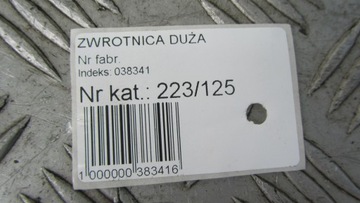 ZWROTNICA DUŻA
Nr fabr.
Indeks: 038341
Nr kat.: 223/125
1 000000 383416